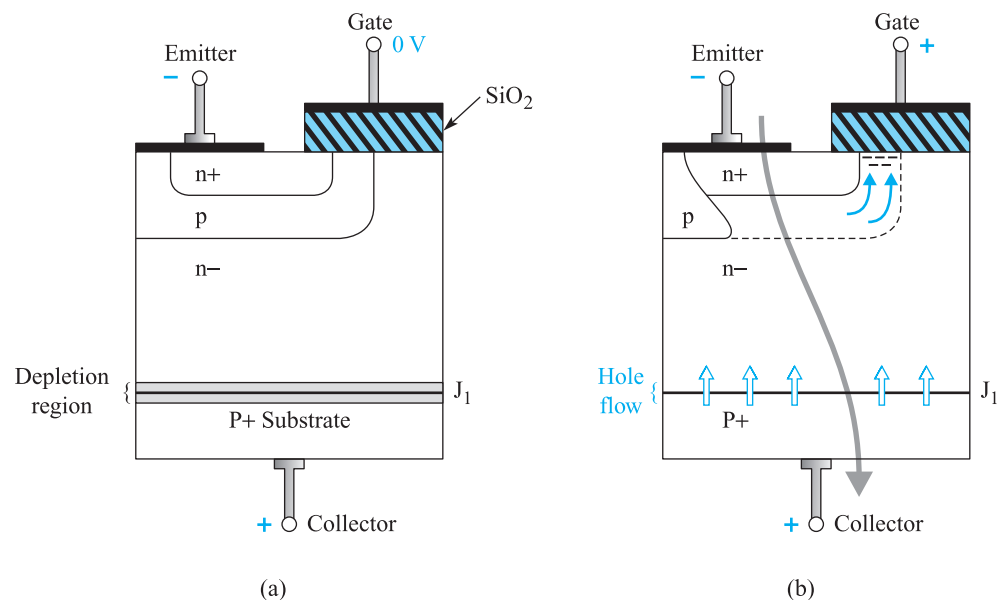 Gate
0 V
Emitter
−
SiO₂
n+
p
n−
Depletion
region
{
J₁
P+ Substrate
+
Collector
(a)
Gate
+
Emitter
−
n+
p
n−
Hole
flow
{
J₁
P+
+
Collector
(b)